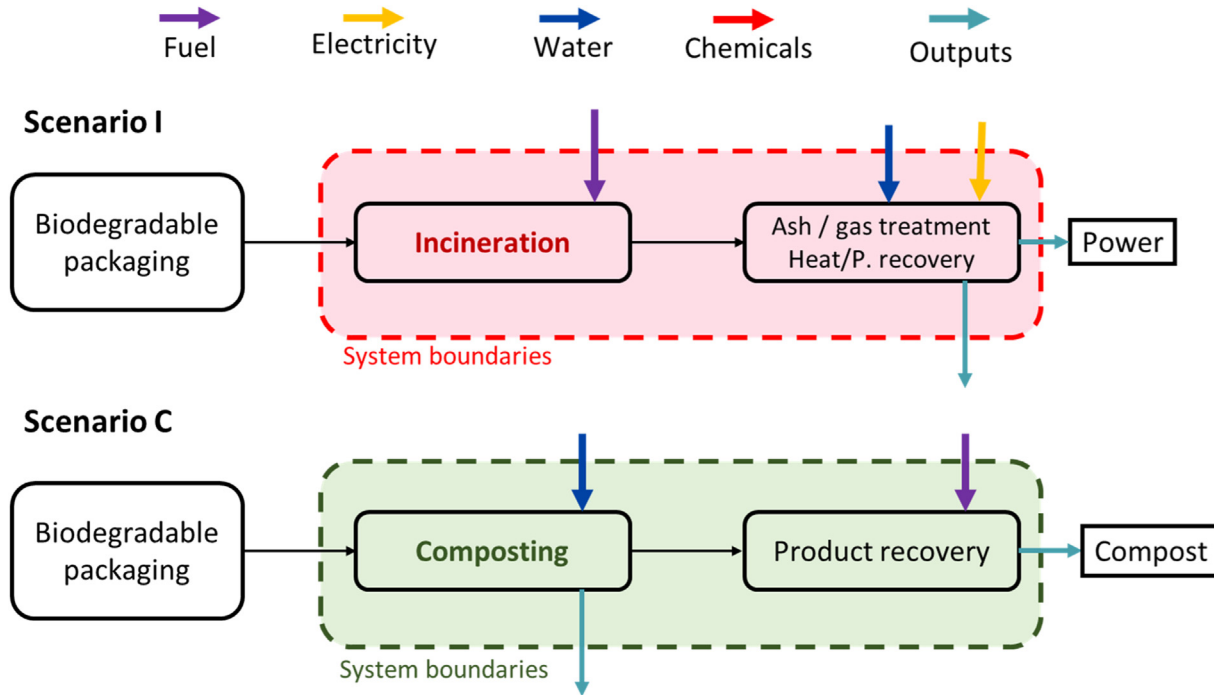 Fuel
Electricity
Water
Chemicals
Outputs
Scenario I
Biodegradable
packaging
Incineration
Ash / gas treatment
Heat/P. recovery
Power
System boundaries
Scenario C
Biodegradable
packaging
Composting
Product recovery
Compost
System boundaries